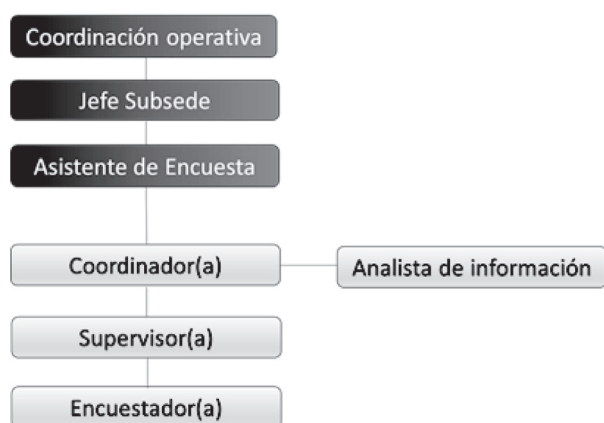 Coordinación operativa
Jefe Subsede
Asistente de Encuesta
Coordinador(a)
Analista de información
Supervisor(a)
Encuestador(a)